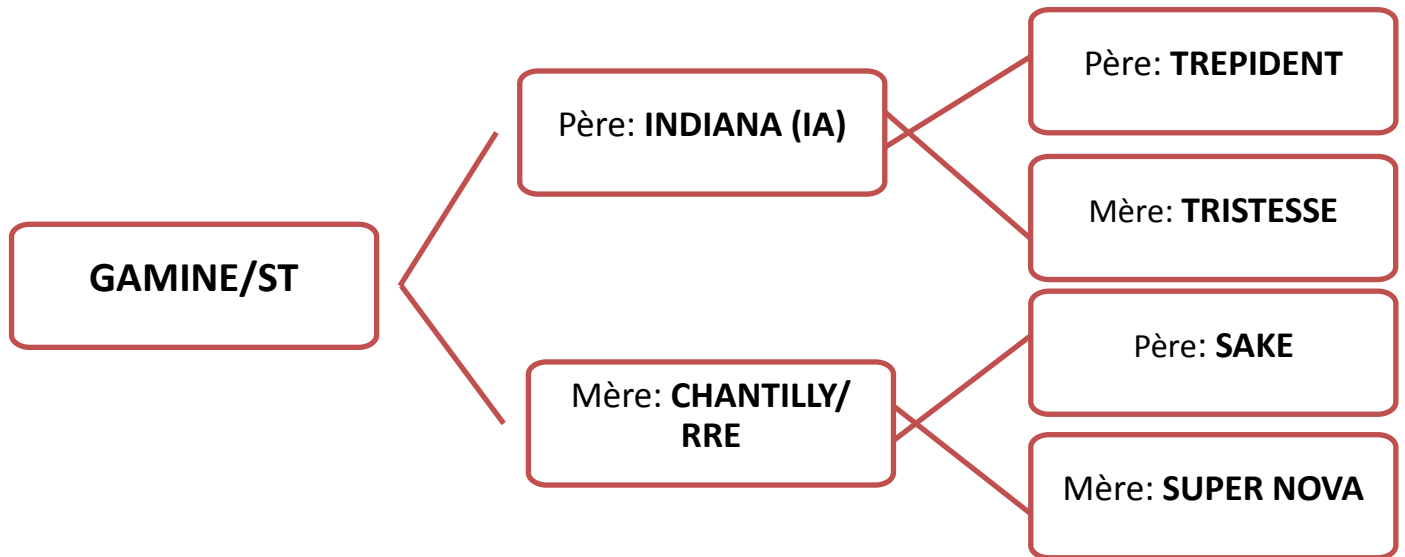 GAMINE/ST
Père: INDIANA (IA)
Mère: CHANTILLY/
RRE
Père: TREPIDENT
Mère: TRISTESSE
Père: SAKE
Mère: SUPER NOVA